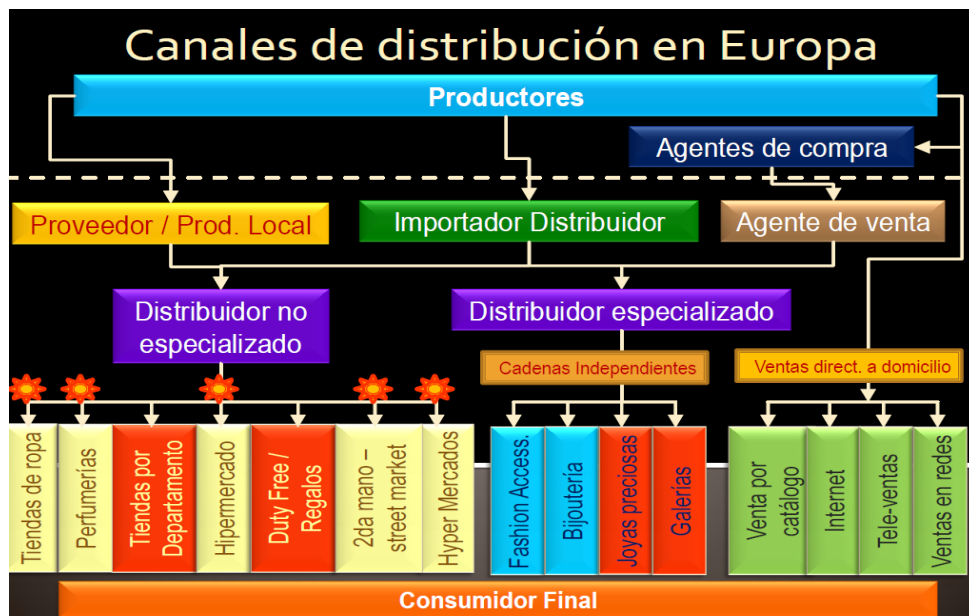 Canales de distribución en Europa
Productores
Agentes de compra
Proveedor / Prod. Local
Importador Distribuidor
Agente de venta
Distribuidor no
especializado
Distribuidor especializado
Cadenas Independientes
Ventas direct. a domicilio
Tiendas de ropa
Perfumerías
Tiendas por
Departamento
Hipermercado
Duty Free /
Regalos
2da mano –
street market
Hyper Mercados
Fashion Access.
Bijoutería
Joyas preciosas
Galerías
Venta por
catálogo
Internet
Tele-ventas
Ventas en redes
Consumidor Final